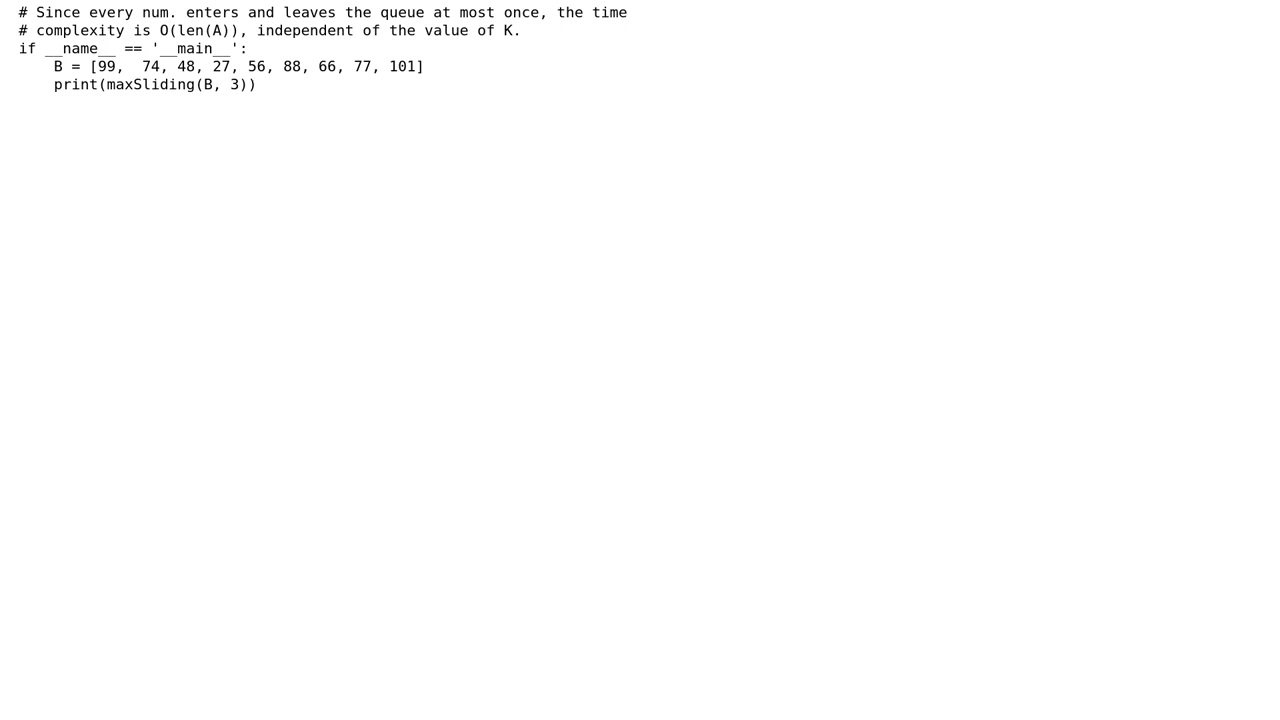 # Since every num. enters and leaves the queue at most once, the time
# complexity is O(len(A)), independent of the value of K.
if __name__ == '__main__':
    B = [99,  74, 48, 27, 56, 88, 66, 77, 101]
    print(maxSliding(B, 3))